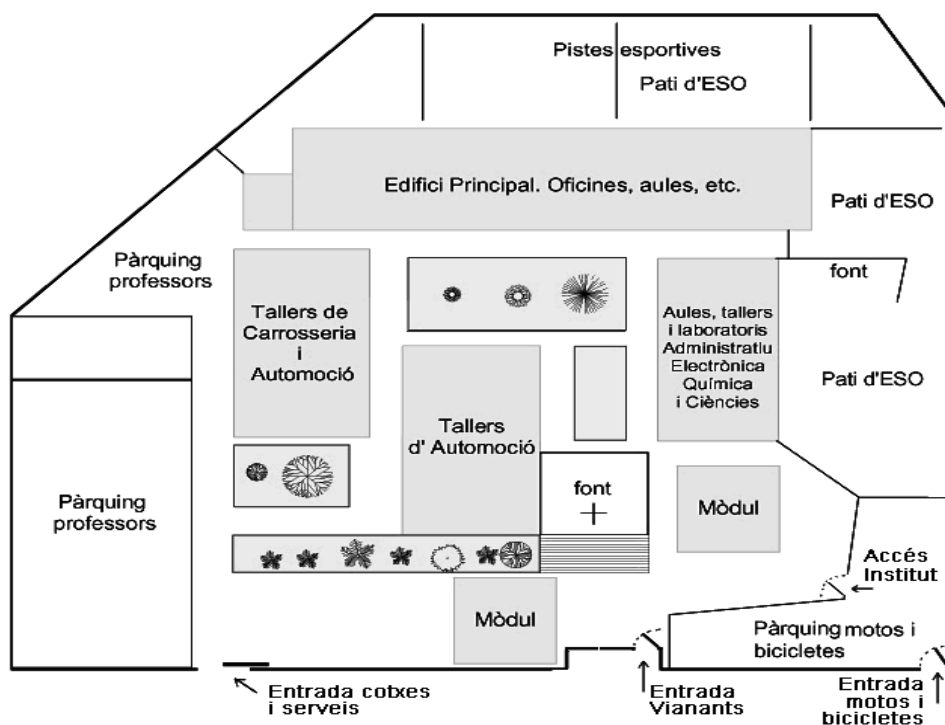 Pistes esportives
Pati d'ESO
Edifici Principal. Oficines, aules, etc.
Pati d'ESO
Pàrquing
professors
font
Tallers de
Carrosseria
i
Automoció
Aules, tallers
i laboratoris
Administratiu
Electrònica
Química
i Ciències
Pati d'ESO
Tallers
d' Automoció
Pàrquing
professors
font
Mòdul
Accés
Institut
Mòdul
Pàrquing motos i
bicicletes
Entrada cotxes
i serveis
Entrada
Vianants
Entrada
motos i
bicicletes